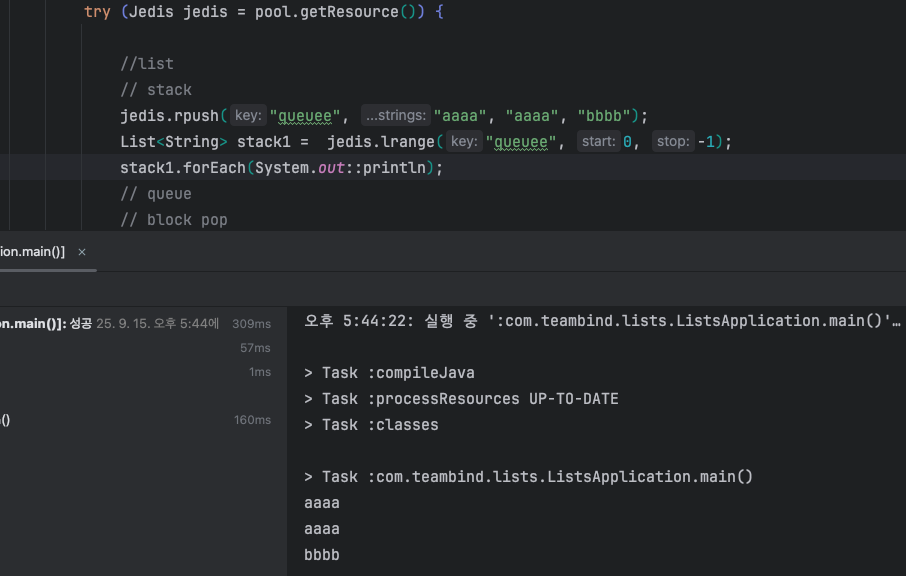 try (Jedis jedis = pool.getResource()) {
//list
// stack
jedis.rpush( key: "queuee", ...strings: "aaaa", "aaaa", "bbbb");
List<String> stack1 =  jedis.lrange( key: "queuee", start: 0, stop: -1);
stack1.forEach(System.out::println);
// queue
// block pop
ion.main()] ×
on.main()]: 성공 25. 9. 15. 오후 5:44에 309ms
57ms
1ms
() 160ms
오후 5:44:22: 실행 중 ':com.teambind.lists.ListsApplication.main()'…
> Task :compileJava
> Task :processResources UP-TO-DATE
> Task :classes
> Task :com.teambind.lists.ListsApplication.main()
aaaa
aaaa
bbbb